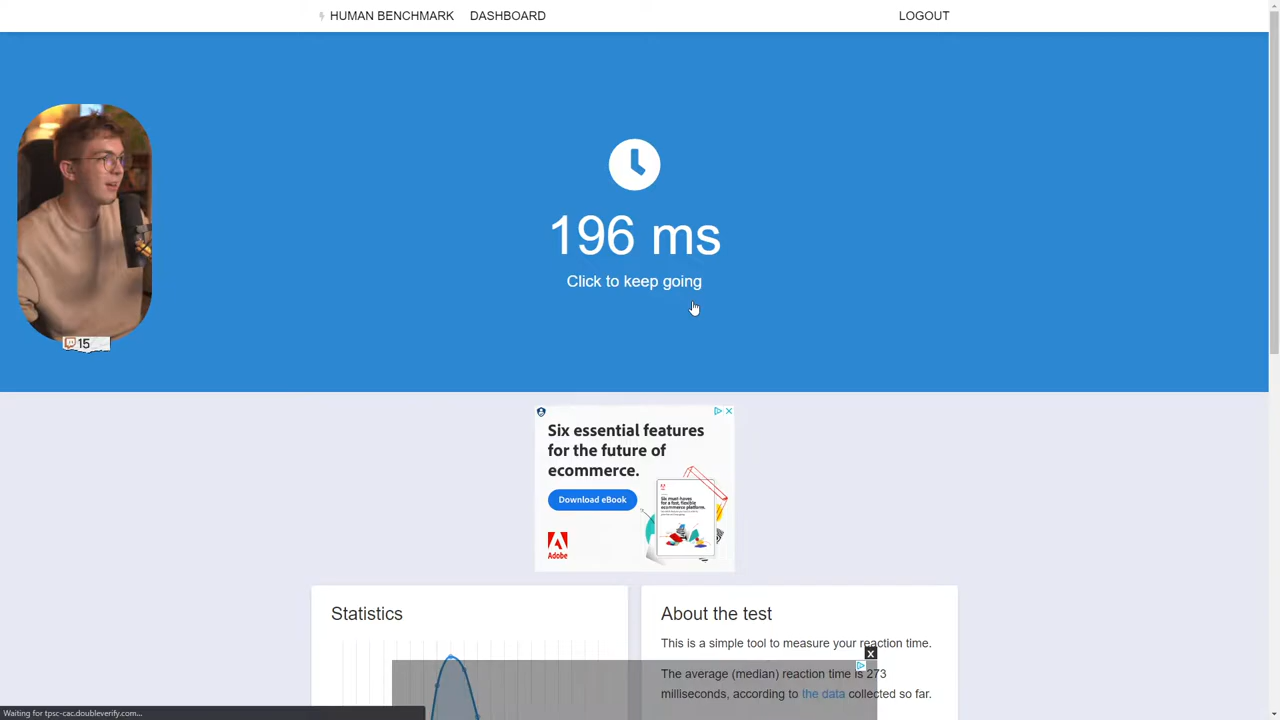 HUMAN BENCHMARK DASHBOARD LOGOUT
196 ms
Click to keep going
15
Six essential features
for the future of
ecommerce.
Download eBook
Adobe
Statistics
About the test
This is a simple tool to measure your reaction time.
The average (median) reaction time is 273
milliseconds, according to the data collected so far.
x
Waiting for tpsc-cac.doubleverify.com...